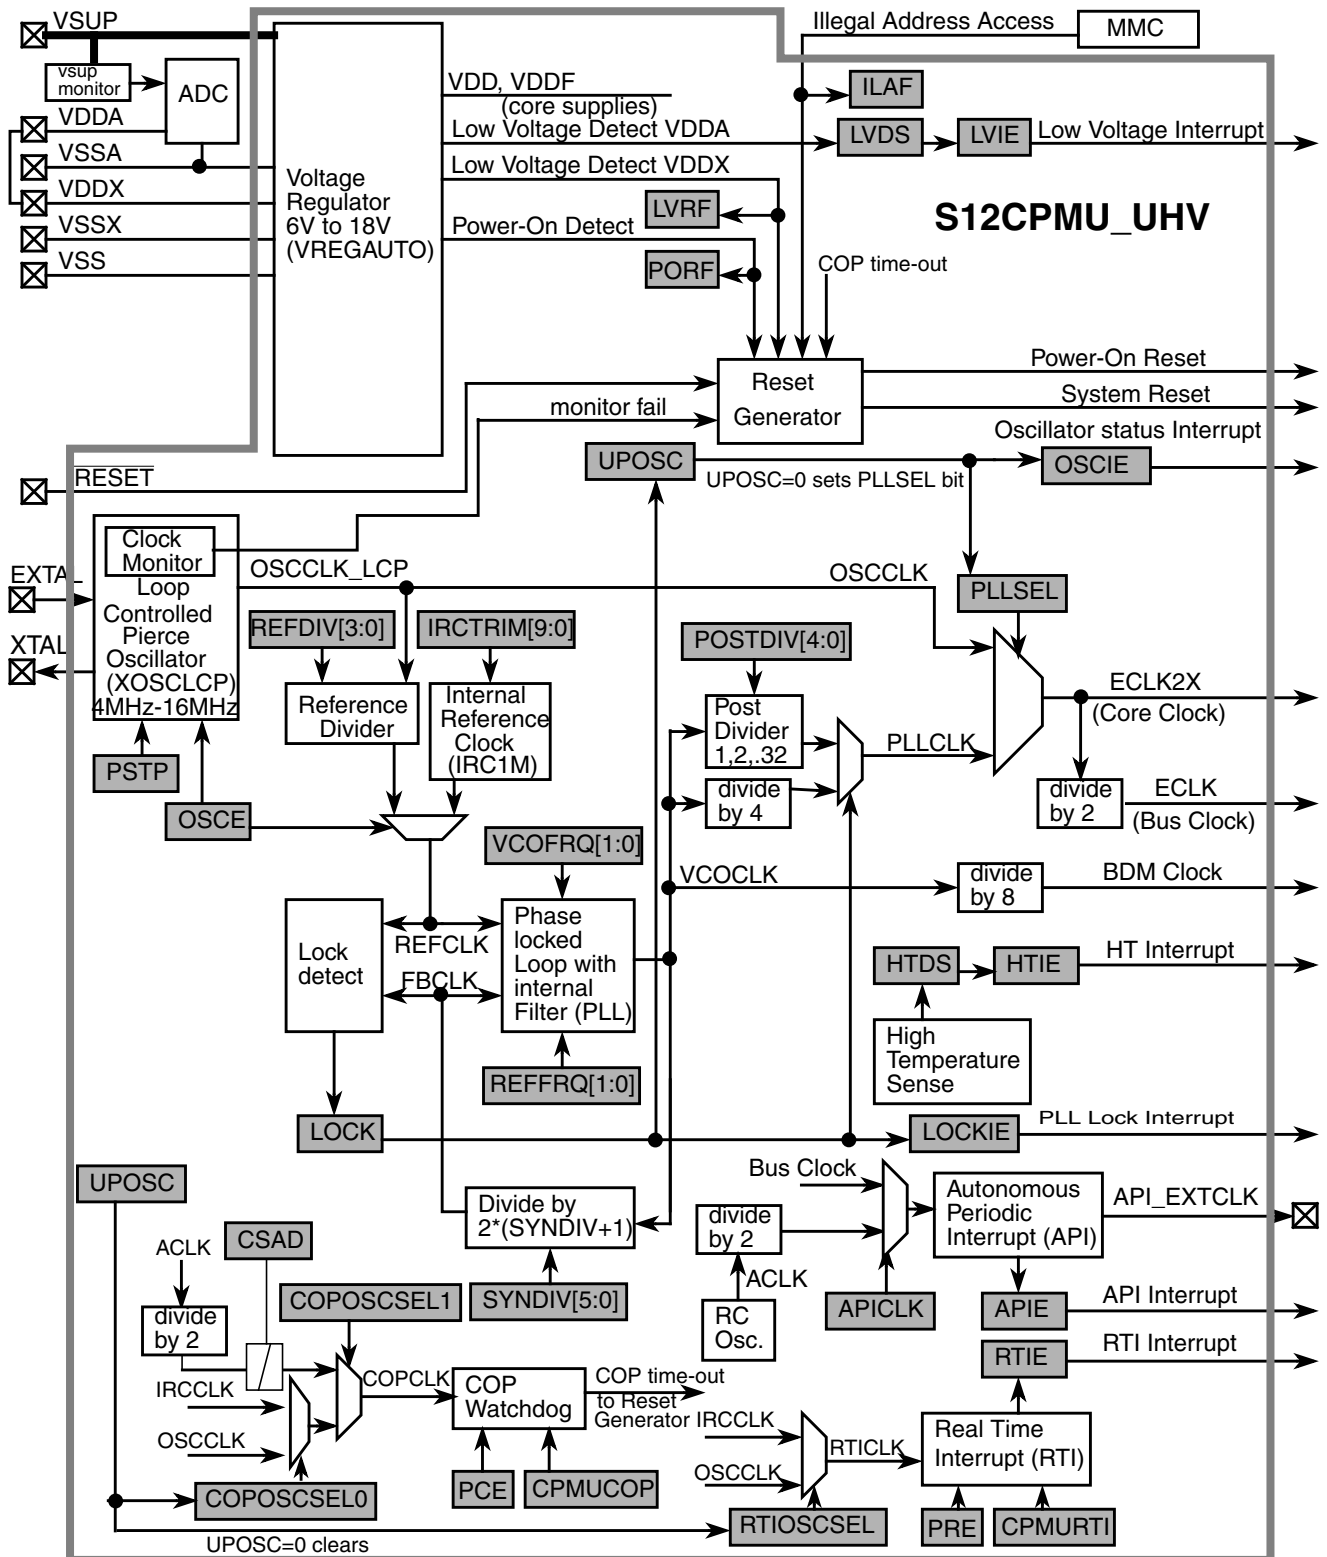 VSUP
vsup
monitor
ADC
VDDA
VSSA
VDDX
VSSX
VSS
Voltage
Regulator
6V to 18V
(VREGAUTO)
VDD, VDDF
(core supplies)
Low Voltage Detect VDDA
Low Voltage Detect VDDX
LVRF
Power-On Detect
PORF
Illegal Address Access
MMC
ILAF
LVDS
LVIE
Low Voltage Interrupt
S12CPMU_UHV
COP time-out
Reset
Generator
Power-On Reset
System Reset
monitor fail
Oscillator status Interrupt
UPOSC
UPOSC=0 sets PLLSEL bit
OSCIE
RESET
Clock
Monitor
EXTAL
XTAL
Loop
Controlled
Pierce
Oscillator
(XOSCLCP)
4MHz-16MHz
OSCCLK_LCP
OSCCLK
PLLSEL
REFDIV[3:0]
IRCTRIM[9:0]
POSTDIV[4:0]
Reference
Divider
Internal
Reference
Clock
(IRC1M)
Post
Divider
1,2,.32
PLLCLK
ECLK2X
(Core Clock)
PSTP
OSCE
divide
by 4
divide
by 2
ECLK
(Bus Clock)
VCOFRQ[1:0]
VCOCLK
divide
by 8
BDM Clock
Lock
detect
REFCLK
FBCLK
Phase
locked
Loop with
internal
Filter (PLL)
REFFRQ[1:0]
HTDS
HTIE
HT Interrupt
High
Temperature
Sense
LOCK
LOCKIE
PLL Lock Interrupt
UPOSC
Divide by
2*(SYNDIV+1)
SYNDIV[5:0]
Bus Clock
divide
by 2
ACLK
RC
Osc.
APICLK
Autonomous
Periodic
Interrupt (API)
API_EXTCLK
APIE
API Interrupt
RTIE
RTI Interrupt
ACLK
CSAD
divide
by 2
COPOSCSEL1
IRCCLK
OSCCLK
COPCLK
COP
Watchdog
COP time-out
to Reset
Generator
COPOSCSEL0
PCE
CPMUCOP
IRCCLK
OSCCLK
RTICLK
Real Time
Interrupt (RTI)
RTIOSCSEL
PRE
CPMURTI
UPOSC=0 clears